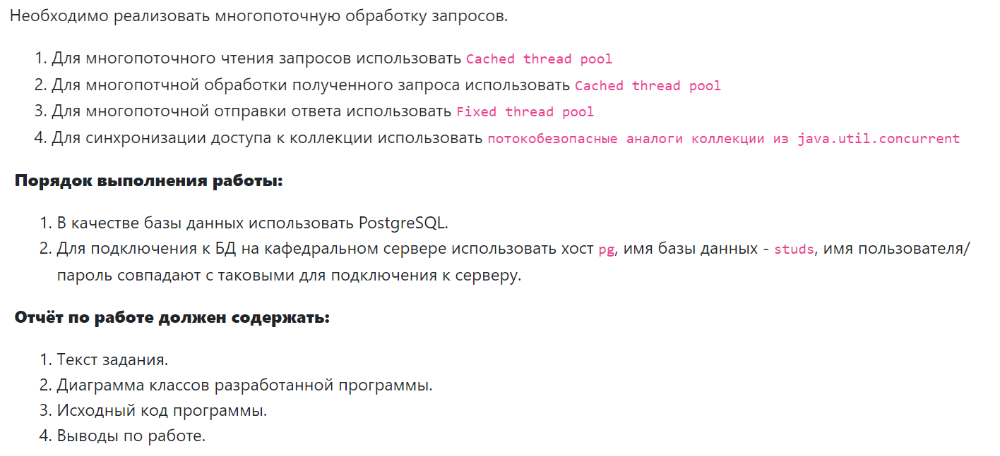 Необходимо реализовать многопоточную обработку запросов.
1. Для многопоточного чтения запросов использовать Cached thread pool
2. Для многопотчной обработки полученного запроса использовать Cached thread pool
3. Для многопоточной отправки ответа использовать Fixed thread pool
4. Для синхронизации доступа к коллекции использовать потокобезопасные аналоги коллекции из java.util.concurrent
Порядок выполнения работы:
1. В качестве базы данных использовать PostgreSQL.
2. Для подключения к БД на кафедральном сервере использовать хост pg, имя базы данных - studs, имя пользователя/
пароль совпадают с таковыми для подключения к серверу.
Отчёт по работе должен содержать:
1. Текст задания.
2. Диаграмма классов разработанной программы.
3. Исходный код программы.
4. Выводы по работе.